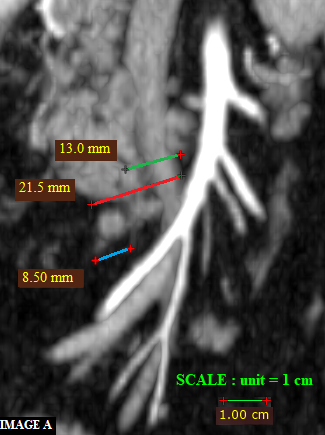 13.0 mm
21.5 mm
8.50 mm
SCALE : unit = 1 cm
1.00 cm
IMAGE A